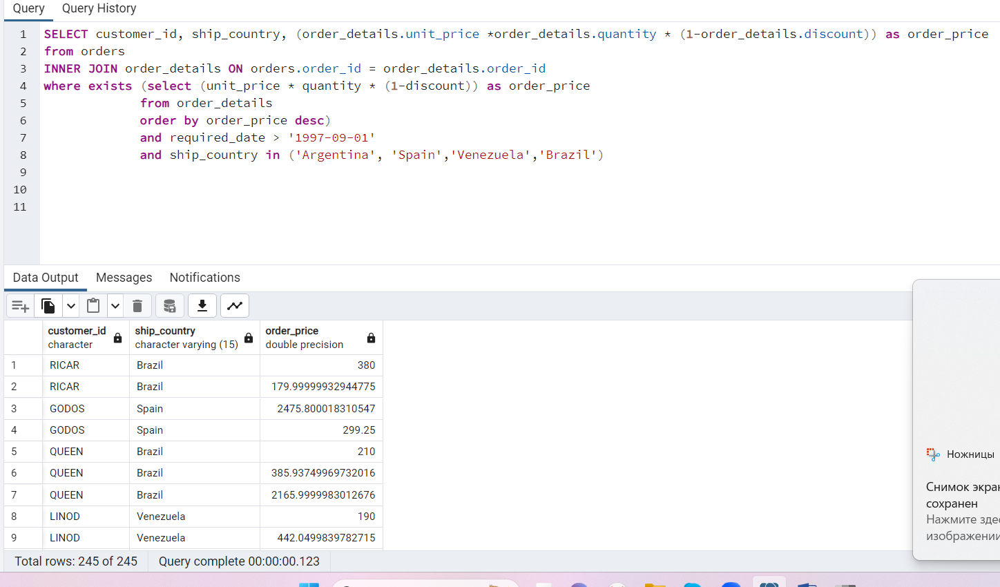 Query Query History
1 SELECT customer_id, ship_country, (order_details.unit_price *order_details.quantity * (1-order_details.discount)) as order_price
2 from orders
3 INNER JOIN order_details ON orders.order_id = order_details.order_id
4 where exists (select (unit_price * quantity * (1-discount)) as order_price
5 from order_details
6 order by order_price desc)
7 and required_date > '1997-09-01'
8 and ship_country in ('Argentina', 'Spain','Venezuela','Brazil')
9
10
11
Data Output Messages Notifications
customer_id ship_country order_price
character character varying (15) double precision
1 RICAR Brazil 380
2 RICAR Brazil 179.99999932944775
3 GODOS Spain 2475.800018310547
4 GODOS Spain 299.25
5 QUEEN Brazil 210
6 QUEEN Brazil 385.93749969732016
7 QUEEN Brazil 2165.9999983012676
8 LINOD Venezuela 190
9 LINOD Venezuela 442.0499839782715
Total rows: 245 of 245 Query complete 00:00:00.123
Ножницы
Снимок экран
сохранен
Нажмите здес
изображении